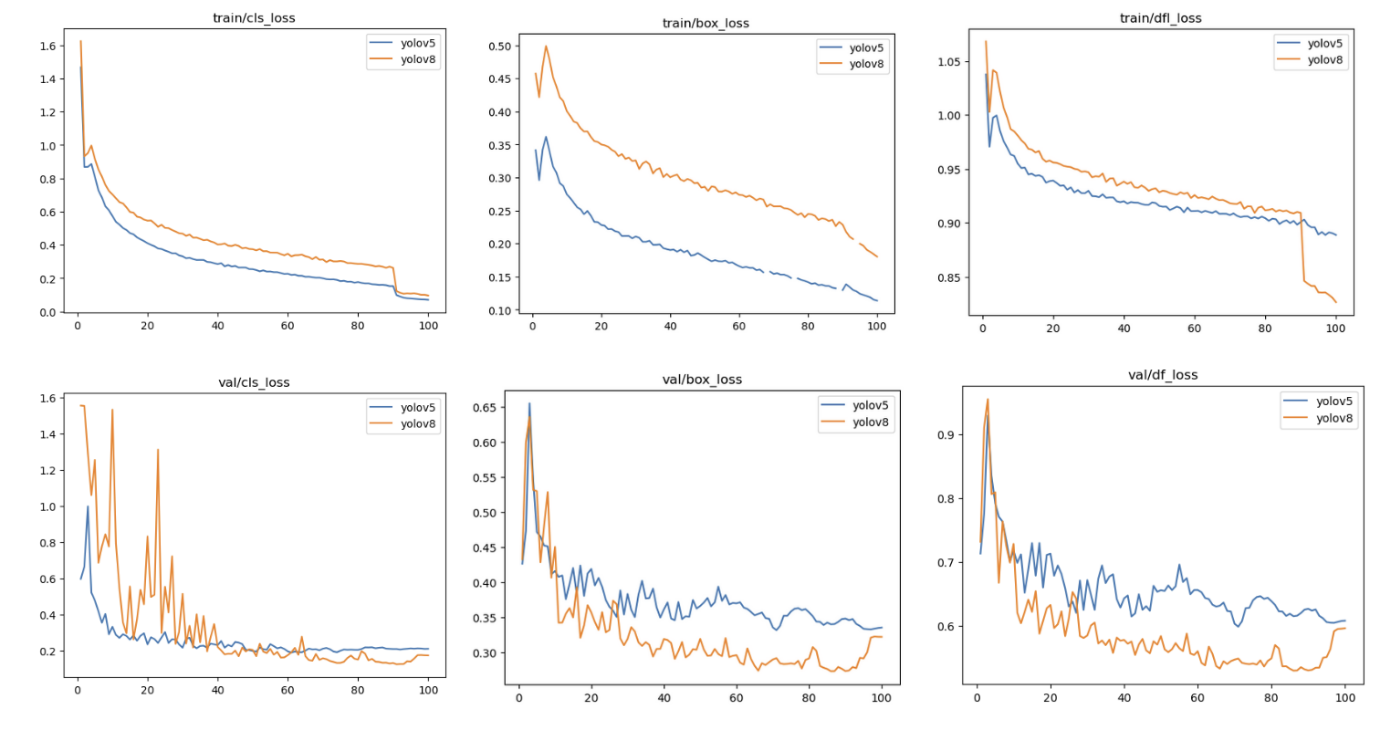 train/cls_loss
yolov5
yolov8
1.6
1.4
1.2
1.0
0.8
0.6
0.4
0.2
0.0
0 20 40 60 80 100
train/box_loss
yolov5
yolov8
0.50
0.45
0.40
0.35
0.30
0.25
0.20
0.15
0.10
0 20 40 60 80 100
train/dfl_loss
yolov5
yolov8
1.05
1.00
0.95
0.90
0.85
0 20 40 60 80 100
val/cls_loss
yolov5
yolov8
1.6
1.4
1.2
1.0
0.8
0.6
0.4
0.2
0 20 40 60 80 100
val/box_loss
yolov5
yolov8
0.65
0.60
0.55
0.50
0.45
0.40
0.35
0.30
0 20 40 60 80 100
val/df_loss
yolov5
yolov8
0.9
0.8
0.7
0.6
0 20 40 60 80 100